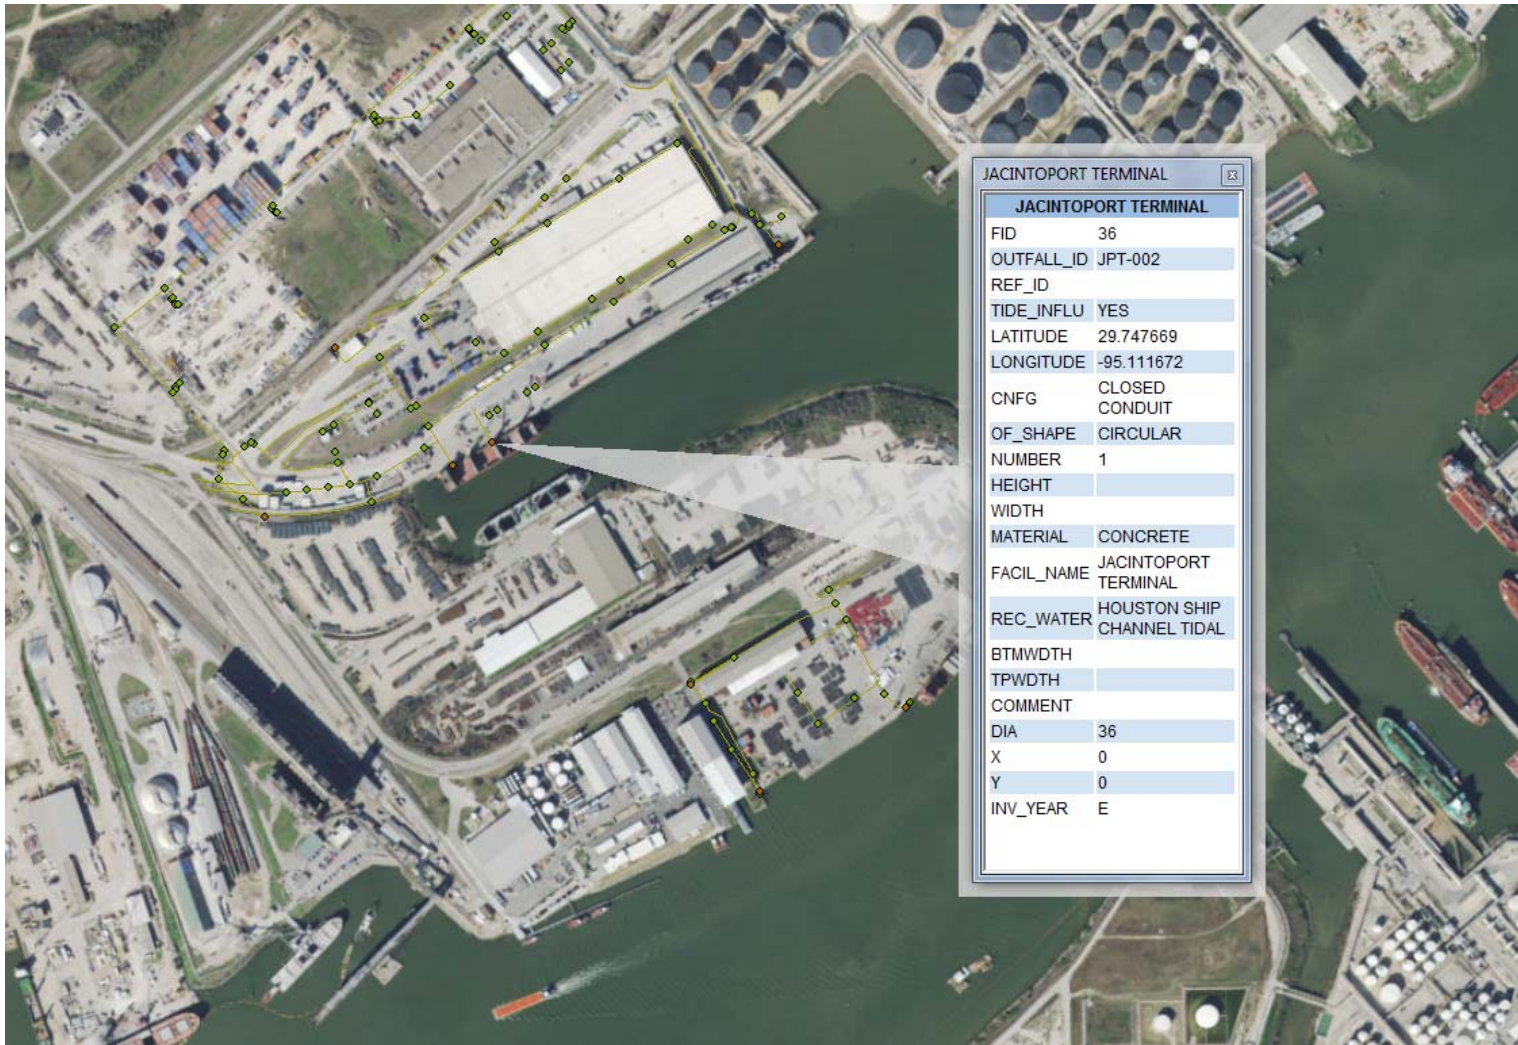 JACINTOPORT TERMINAL
JACINTOPORT TERMINAL
FID 36
OUTFALL_ID JPT-002
REF_ID
TIDE_INFLU YES
LATITUDE 29.747669
LONGITUDE -95.111672
CNFG CLOSED
CONDUIT
OF_SHAPE CIRCULAR
NUMBER 1
HEIGHT
WIDTH
MATERIAL CONCRETE
FACIL_NAME JACINTOPORT
TERMINAL
REC_WATER HOUSTON SHIP
CHANNEL TIDAL
BTMWDTH
TPWDTH
COMMENT
DIA 36
X 0
Y 0
INV_YEAR E